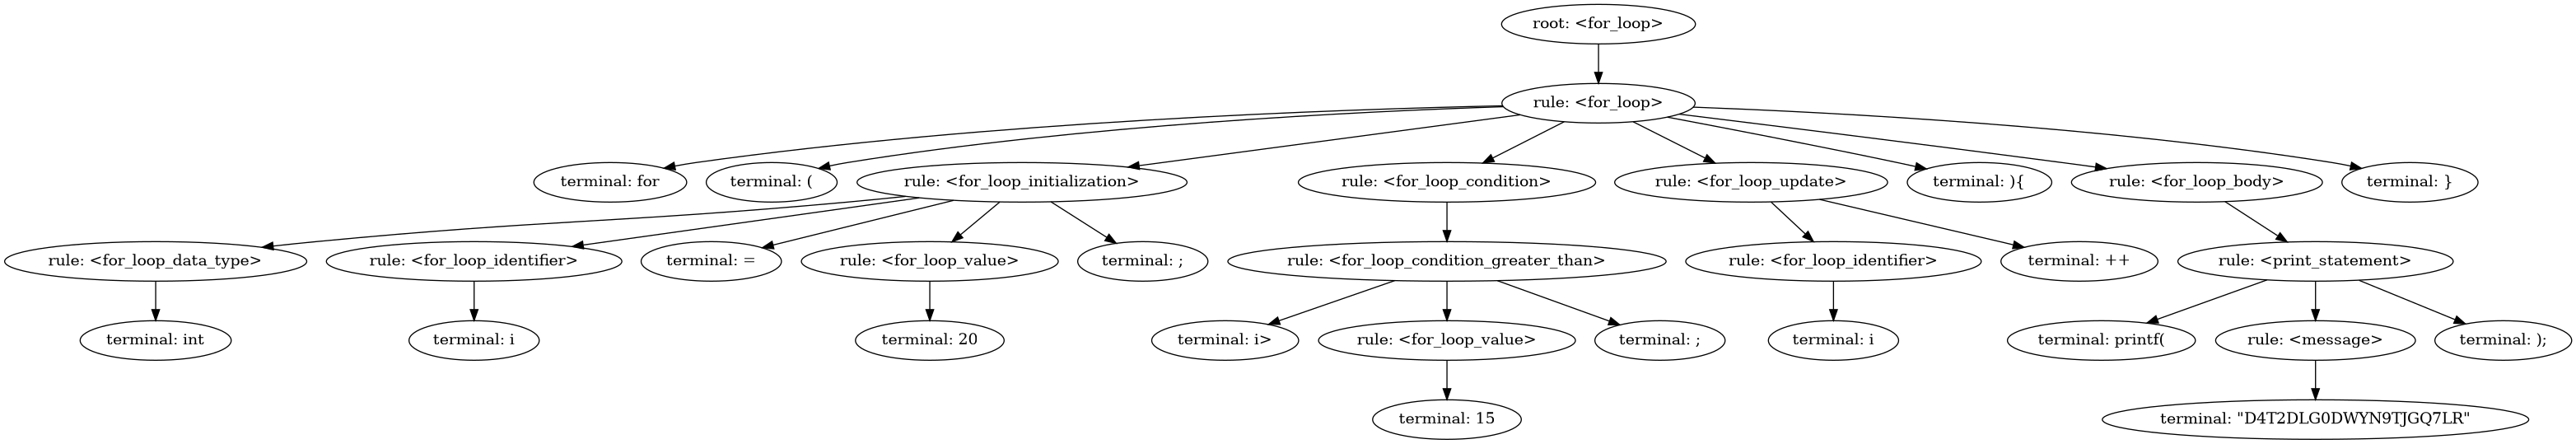 root: <for_loop>
rule: <for_loop>
terminal: for
terminal: (
rule: <for_loop_initialization>
rule: <for_loop_condition>
rule: <for_loop_update>
terminal: ){
rule: <for_loop_body>
terminal: }
rule: <for_loop_data_type>
rule: <for_loop_identifier>
terminal: =
rule: <for_loop_value>
terminal: ;
rule: <for_loop_condition_greater_than>
rule: <for_loop_identifier>
terminal: ++
rule: <print_statement>
terminal: int
terminal: i
terminal: 20
terminal: i>
rule: <for_loop_value>
terminal: ;
terminal: i
terminal: printf(
rule: <message>
terminal: );
terminal: 15
terminal: "D4T2DLG0DWYN9TJGQ7LR"